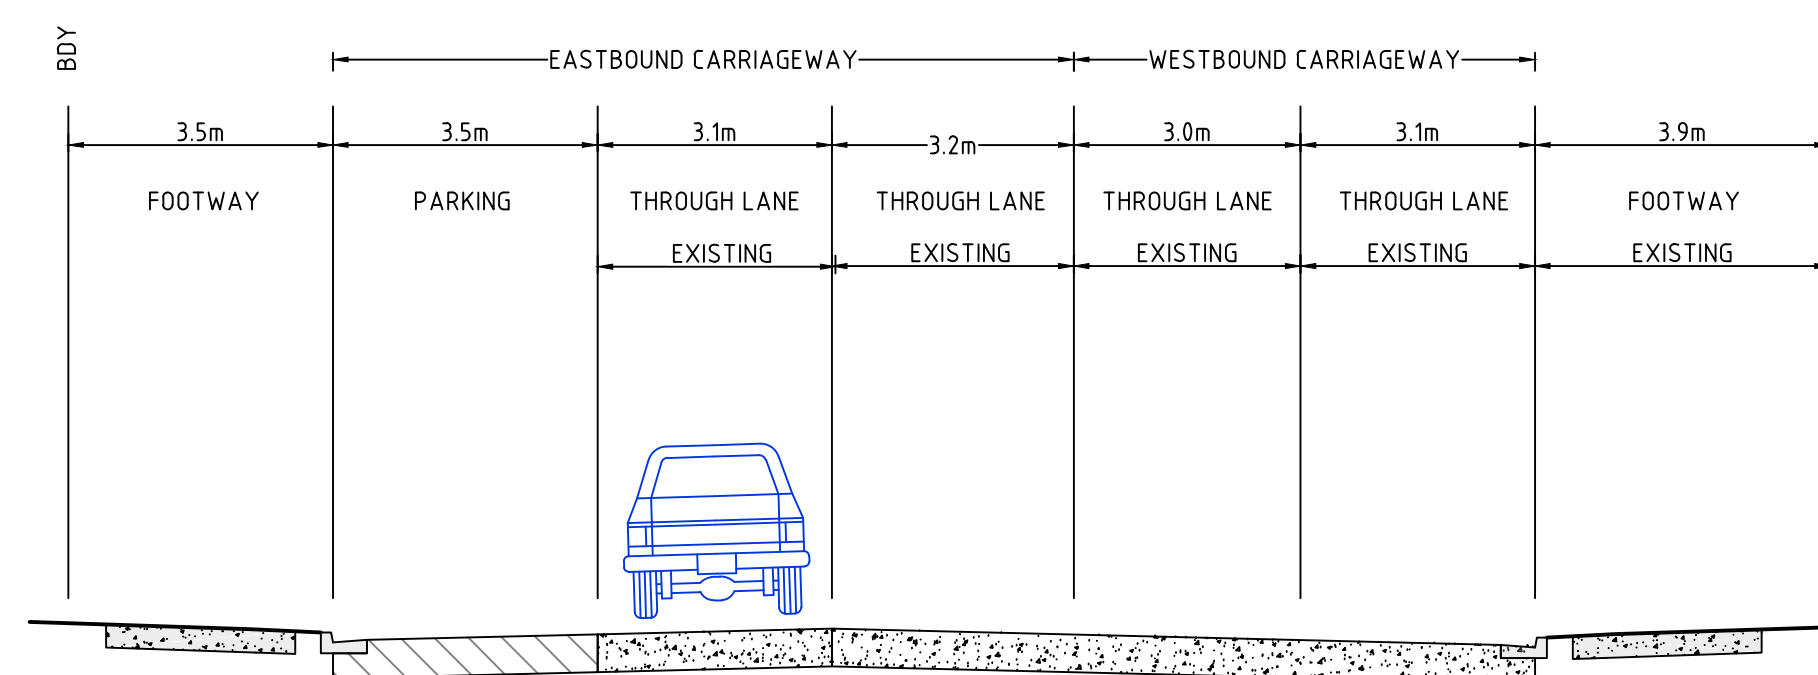 BDY
EASTBOUND CARRIAGEWAY
WESTBOUND CARRIAGEWAY
3.5m
3.5m
3.1m
3.2m
3.0m
3.1m
3.9m
FOOTWAY
PARKING
THROUGH LANE
THROUGH LANE
THROUGH LANE
THROUGH LANE
FOOTWAY
EXISTING
EXISTING
EXISTING
EXISTING
EXISTING